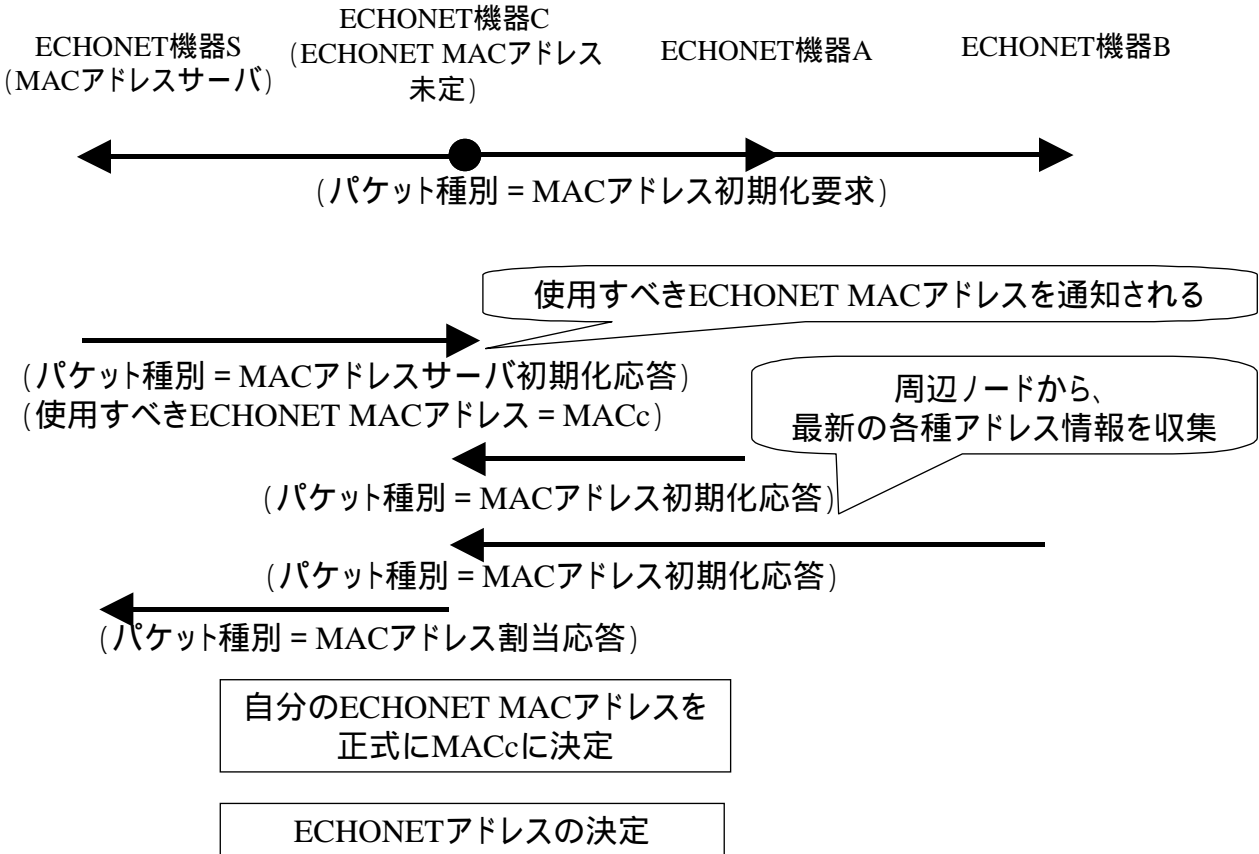 ECHONET機器S
(MACアドレスサーバ)
ECHONET機器C
(ECHONET MACアドレス
未定)
ECHONET機器A
ECHONET機器B
(パケット種別 = MACアドレス初期化要求)
使用すべきECHONET MACアドレスを通知される
(パケット種別 = MACアドレスサーバ初期化応答)
(使用すべきECHONET MACアドレス = MACc)
周辺ノードから、
最新の各種アドレス情報を収集
(パケット種別 = MACアドレス初期化応答)
(パケット種別 = MACアドレス初期化応答)
(パケット種別 = MACアドレス割当応答)
自分のECHONET MACアドレスを
正式にMACcに決定
ECHONETアドレスの決定